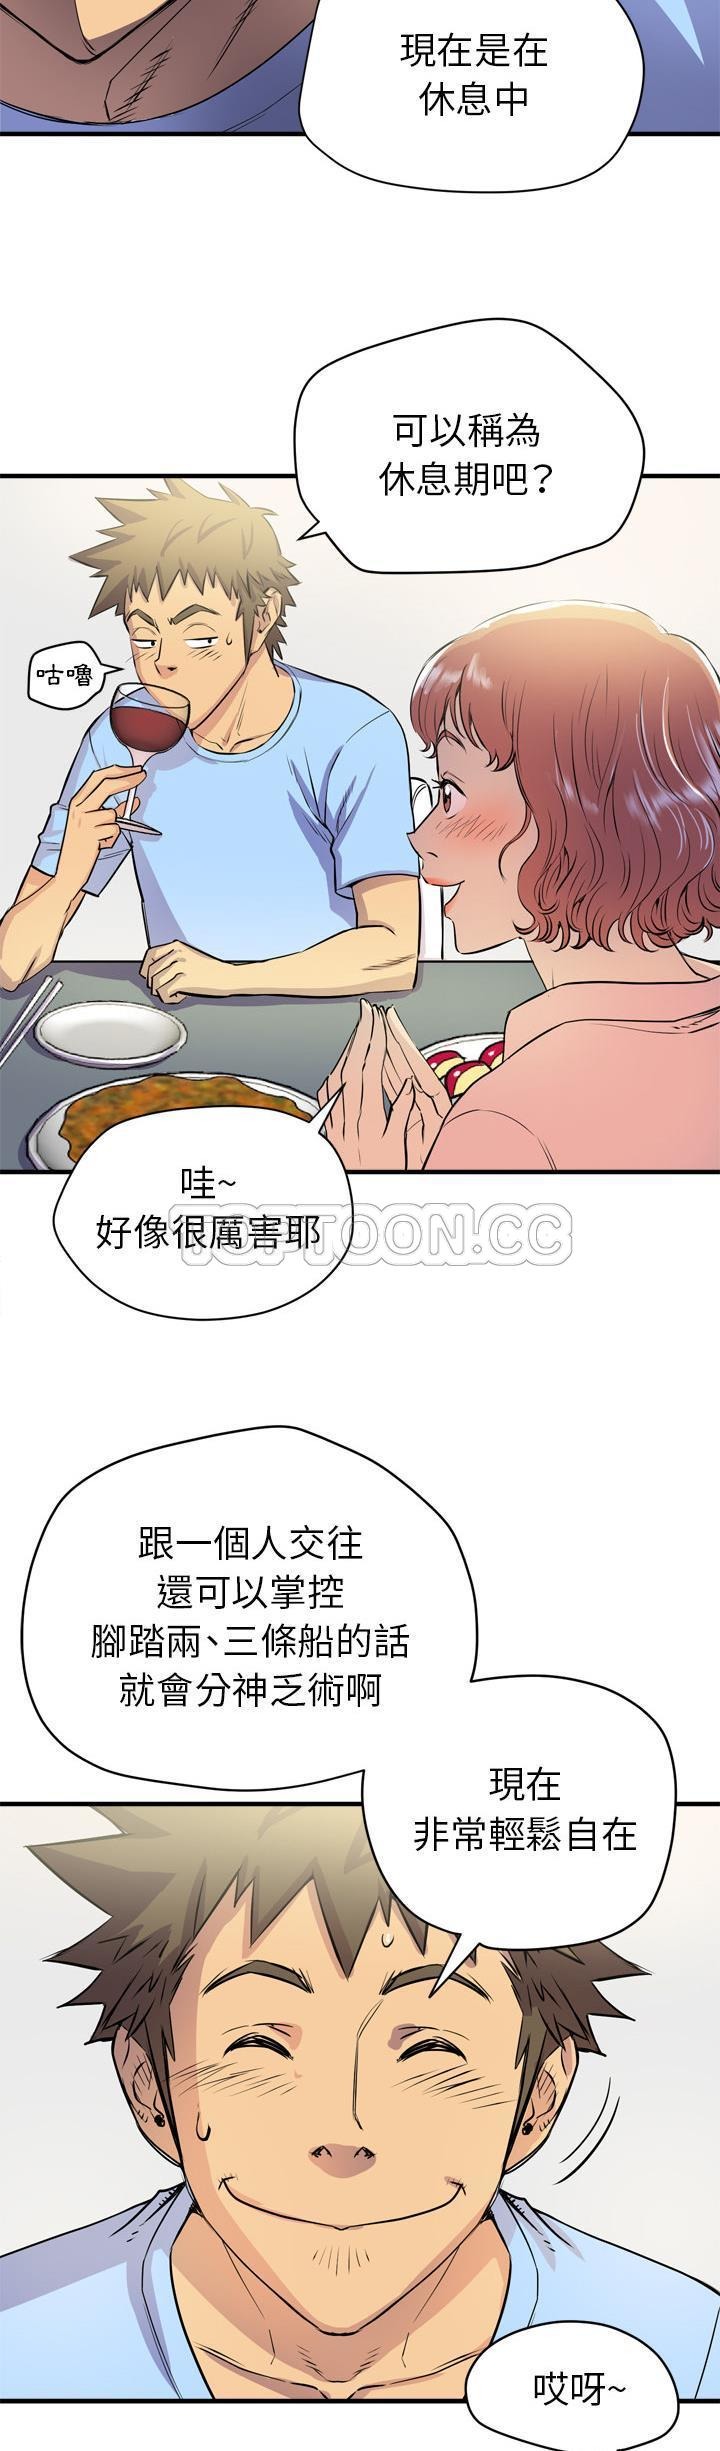 現在是在
休息中
可以稱為
休息期吧？
咕嚕
哇~
好像很厲害耶
TOPTOON.CC
跟一個人交往
還可以掌控
腳踏兩、三條船的話
就會分神乏術啊
現在
非常輕鬆自在
哎呀~